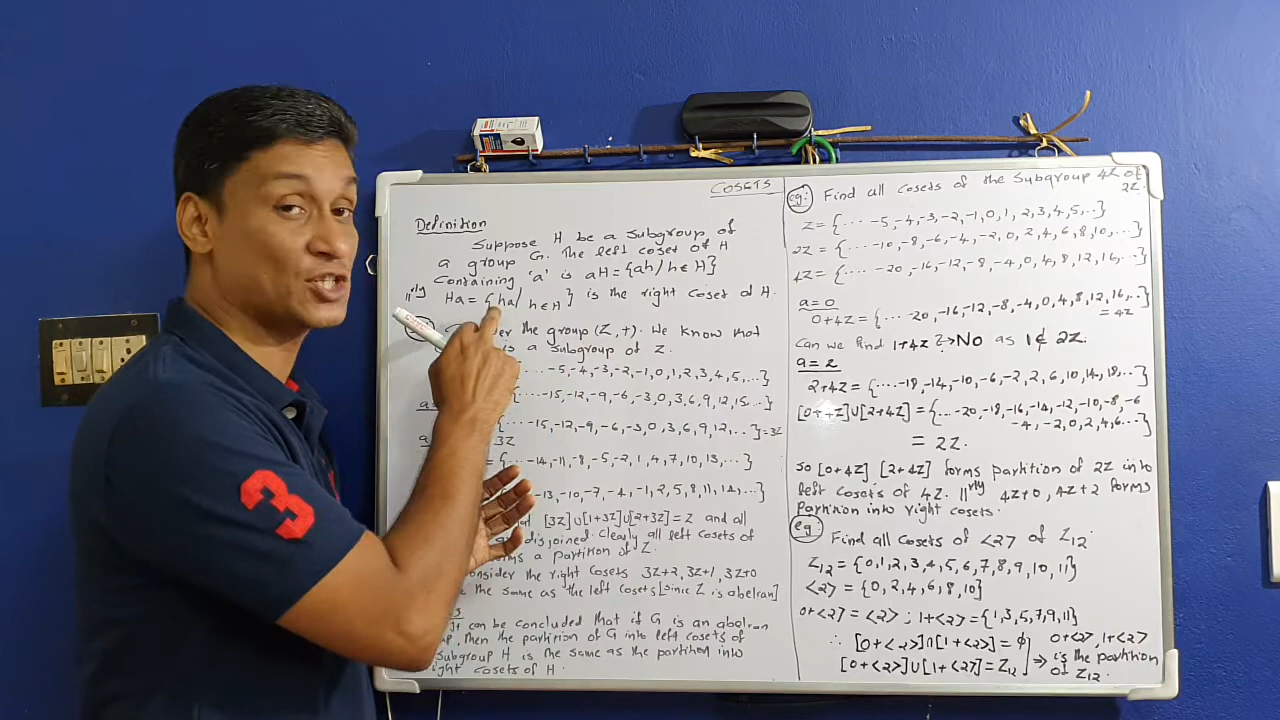 COSETS
Definition
Suppose H be a subgroup of
a group G. The left coset of H
Containing 'a' is aH = {ah/h∈H}
||rly Ha = {ha/h∈H} is the right coset of H.
the group (Z,+). We know that
is a subgroup of Z.
-5,-4,-3,-2,-1,0,1,2,3,4,5,...}
{...-15,-12,-9,-6,-3,0,3,6,9,12,15...}
...-15,-12,-9,-6,-3,0,3,6,9,12,...}=3Z
3Z
= {...-14,-11,-8,-5,-2,1,4,7,10,13,...}
-13,-10,-7,-4,-1,2,5,8,11,14,...}
[3Z]∪[1+3Z]∪[2+3Z]=Z and all
disjoined. Clearly all left cosets of
forms a partition of Z.
the right cosets 3Z+2,3Z+1,3Z+0
the same as the left cosets [since Z is abelian]
It can be concluded that if G is an abelian
Then the partition of G into left cosets of
Subgroup H is the same as the partition into
right cosets of H.
eg: Find all cosets of the subgroup 4Z of
2Z.
Z = {...-5,-4,-3,-2,-1,0,1,2,3,4,5,..}
2Z = {...-10,-8,-6,-4,-2,0,2,4,6,8,10,...}
4Z = {...-20,-16,-12,-8,-4,0,4,8,12,16...}
a=0
0+4Z = {...-20,-16,-12,-8,-4,0,4,8,12,16,..}
= 4Z
Can we find 1+4Z ?→No as 1∉2Z.
a=2
2+4Z = {...-18,-14,-10,-6,-2,2,6,10,14,18...}
[0+4Z]∪[2+4Z] = {...-20,-18,-16,-14,-12,-10,-8,-6
-4,-2,0,2,4,6...}
= 2Z.
So [0+4Z] [2+4Z] forms partition of 2Z into
left cosets of 4Z. ||rly 4Z+0, 4Z+2 forms
Partition into right cosets.
eg: Find all cosets of <2> of Z12.
Z12 = {0,1,2,3,4,5,6,7,8,9,10,11}
<2> = {0,2,4,6,8,10}
0+<2> = <2> ; 1+<2> = {1,3,5,7,9,11}
∴ [0+<2>]∩[1+<2>] = φ
[0+<2>]∪[1+<2>] = Z12
⇒ 0+<2>, 1+<2>
is the partition
of Z12.
3